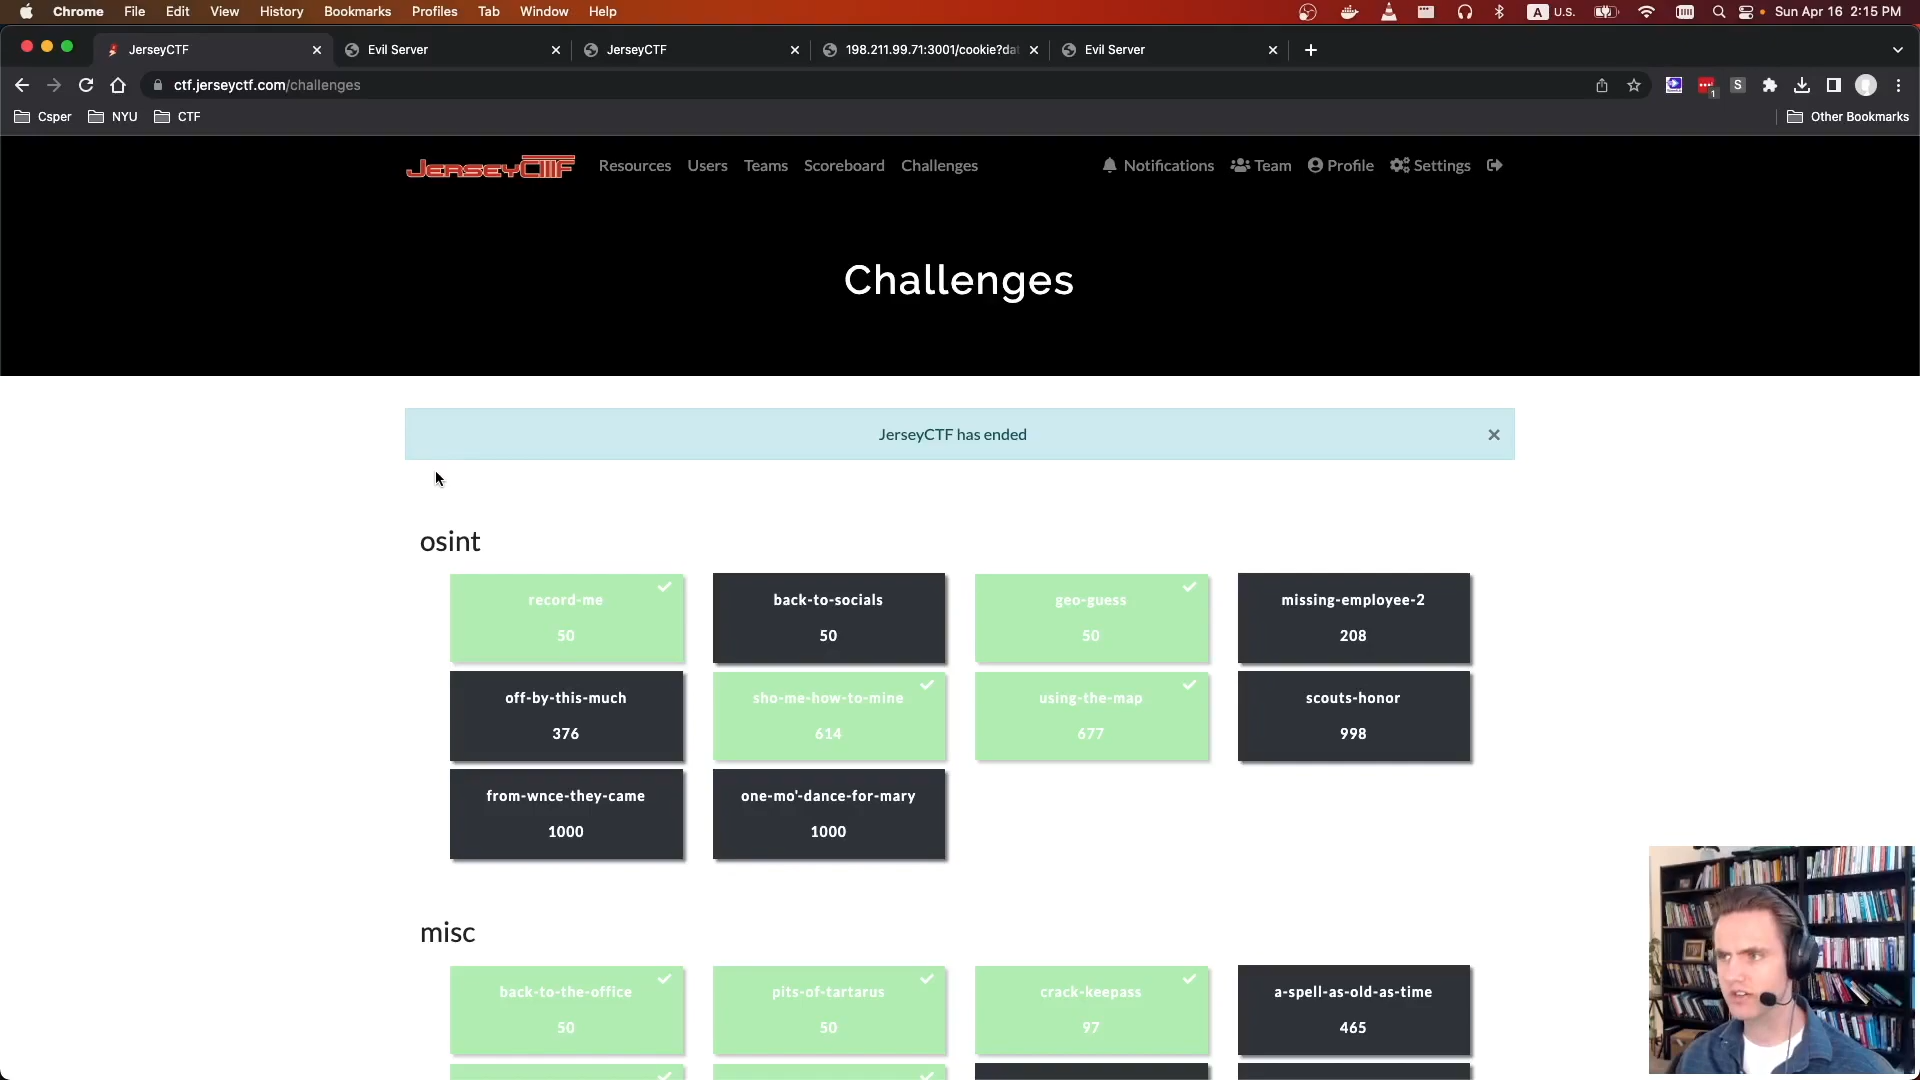 Chrome File Edit View History Bookmarks Profiles Tab Window Help A U.S. Sun Apr 16 2:15 PM
JerseyCTF Evil Server JerseyCTF 198.211.99.71:3001/cookie?da Evil Server
ctf.jerseyctf.com/challenges S 1
Csper NYU CTF Other Bookmarks
JERSEYCTF Resources Users Teams Scoreboard Challenges Notifications Team Profile Settings
Challenges
JerseyCTF has ended
osint
record-me back-to-socials geo-guess missing-employee-2
50 50 50 208
off-by-this-much sho-me-how-to-mine using-the-map scouts-honor
376 614 677 998
from-wnce-they-came one-mo'-dance-for-mary
1000 1000
misc
back-to-the-office pits-of-tartarus crack-keepass a-spell-as-old-as-time
50 50 97 465